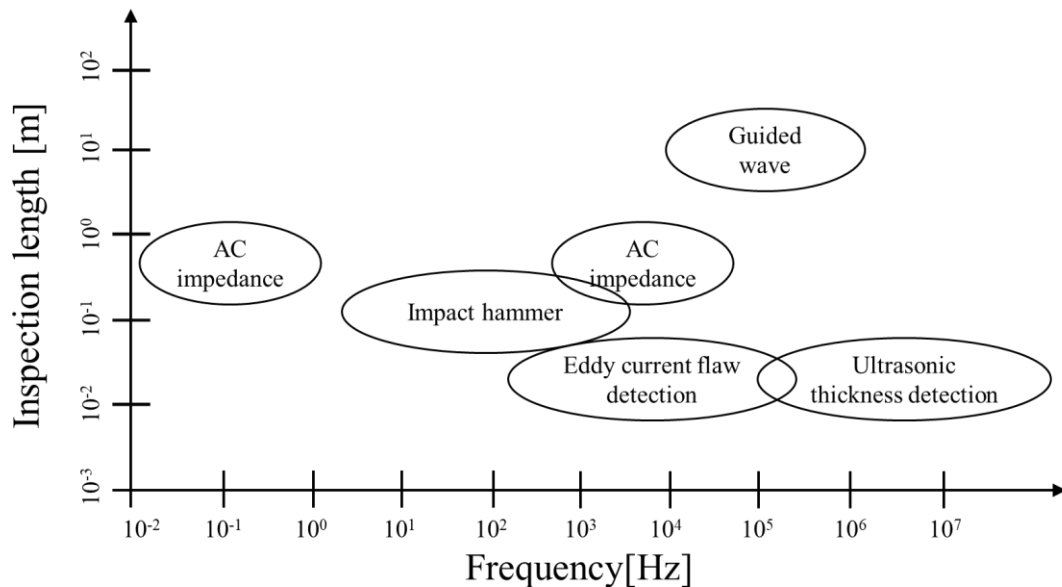 Inspection length [m]
10²
10¹
10⁰
10⁻¹
10⁻²
10⁻³
Guided
wave
AC
impedance
AC
impedance
Impact hammer
Eddy current flaw
detection
Ultrasonic
thickness detection
10⁻² 10⁻¹ 10⁰ 10¹ 10² 10³ 10⁴ 10⁵ 10⁶ 10⁷
Frequency[Hz]